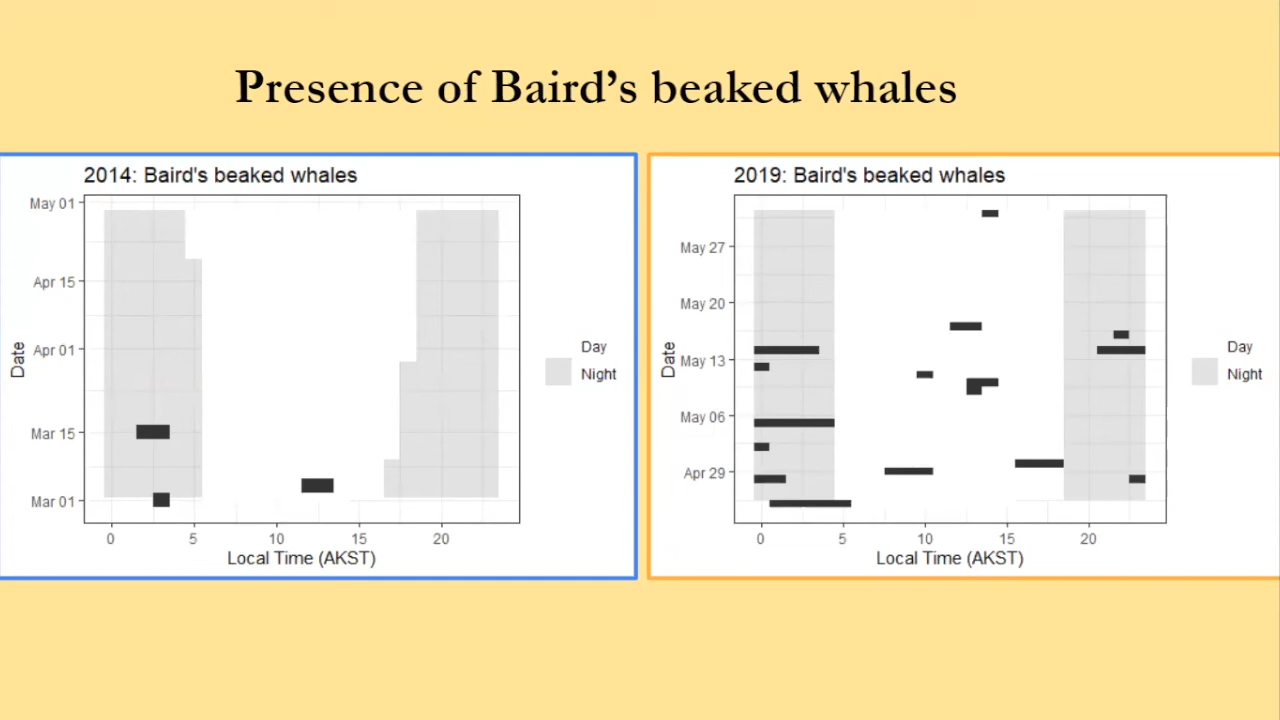 Presence of Baird's beaked whales
2014: Baird's beaked whales
May 01
Apr 15
Apr 01
Mar 15
Mar 01
Date
0 5 10 15 20
Local Time (AKST)
Day
Night
2019: Baird's beaked whales
May 27
May 20
May 13
May 06
Apr 29
Date
0 5 10 15 20
Local Time (AKST)
Day
Night